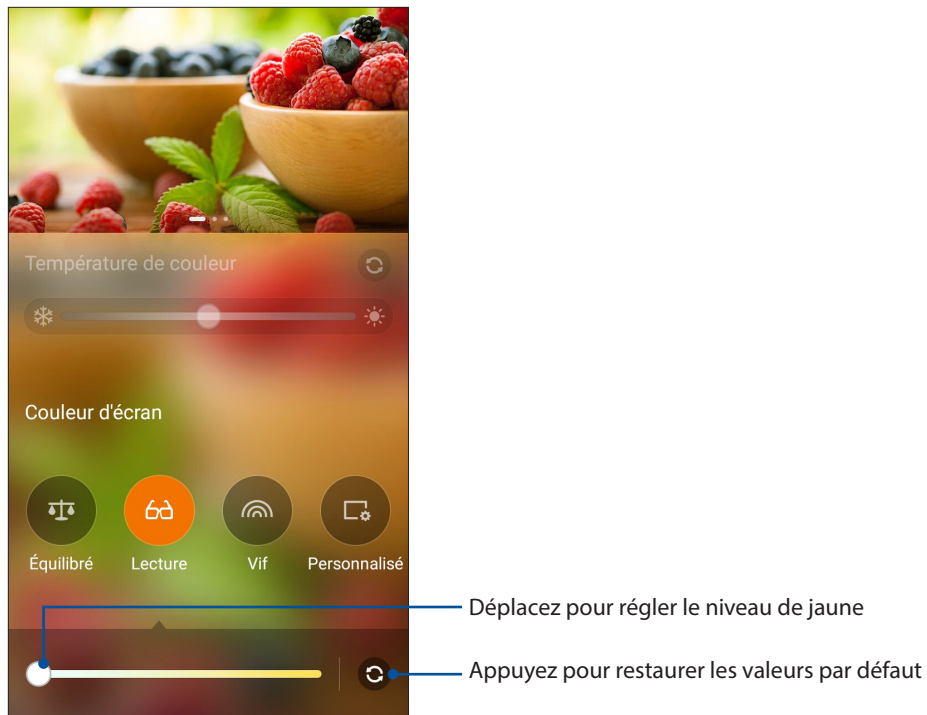 Température de couleur
Couleur d'écran
Équilibré
Lecture
Vif
Personnalisé
Déplacez pour régler le niveau de jaune
Appuyez pour restaurer les valeurs par défaut